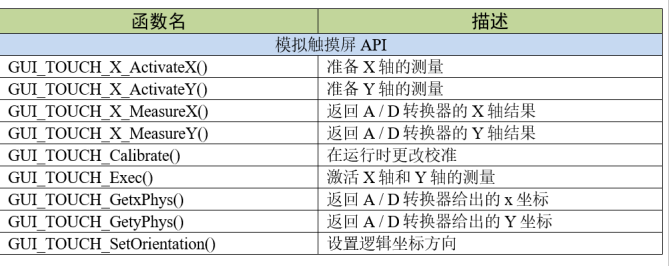 函数名 描述
模拟触摸屏 API
GUI_TOUCH_X_ActivateX() 准备 X 轴的测量
GUI_TOUCH_X_ActivateY() 准备 Y 轴的测量
GUI_TOUCH_X_MeasureX() 返回 A / D 转换器的 X 轴结果
GUI_TOUCH_X_MeasureY() 返回 A / D 转换器的 Y 轴结果
GUI_TOUCH_Calibrate() 在运行时更改校准
GUI_TOUCH_Exec() 激活 X 轴和 Y 轴的测量
GUI_TOUCH_GetxPhys() 返回 A / D 转换器给出的 x 坐标
GUI_TOUCH_GetyPhys() 返回 A / D 转换器给出的 Y 坐标
GUI_TOUCH_SetOrientation() 设置逻辑坐标方向